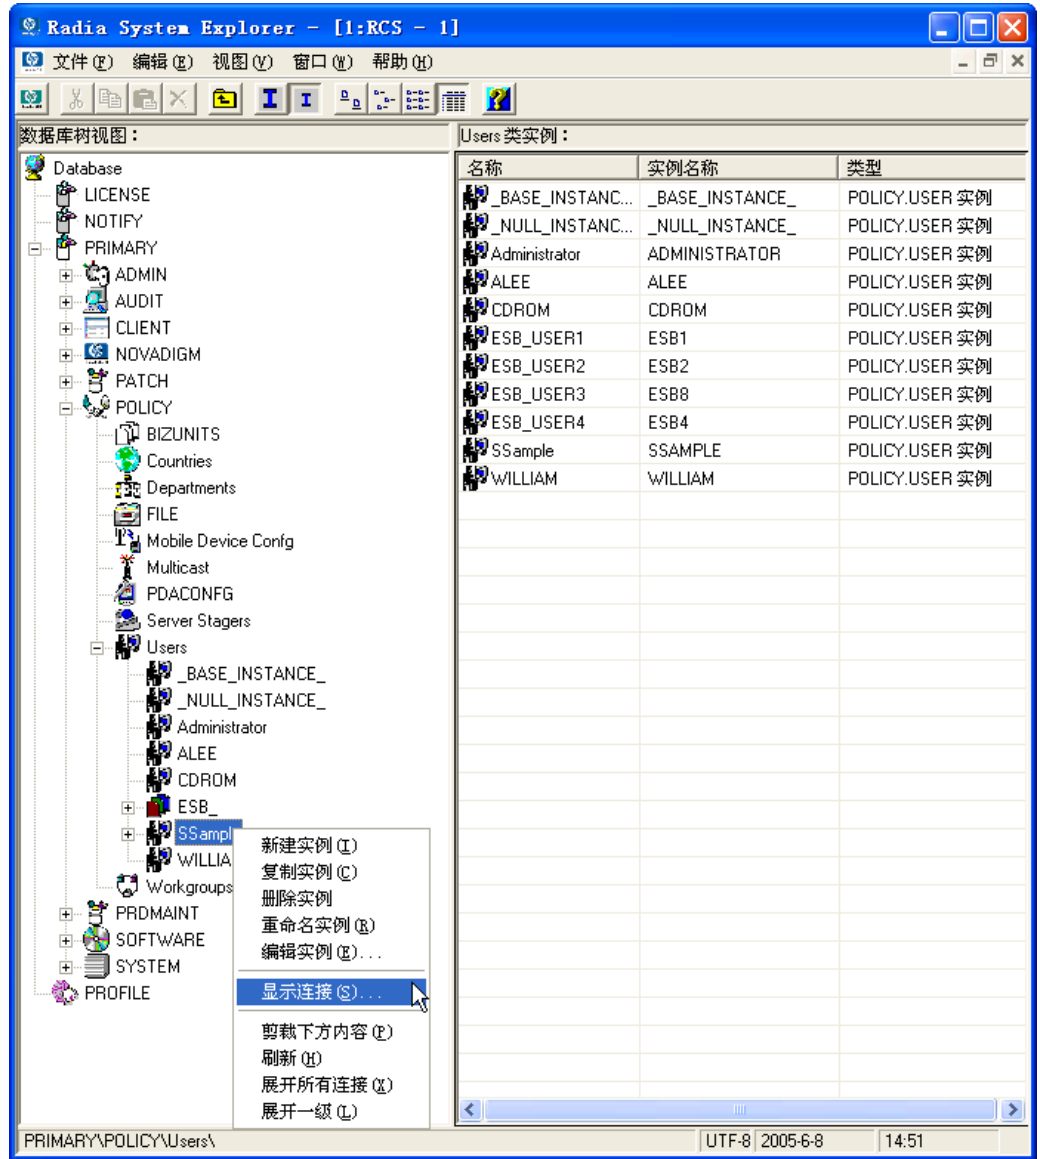 Radia System Explorer - [1:RCS - 1]
文件(F) 编辑(E) 视图(V) 窗口(W) 帮助(H)
数据库树视图：
Database
LICENSE
NOTIFY
PRIMARY
ADMIN
AUDIT
CLIENT
NOVADIGM
PATCH
POLICY
BIZUNITS
Countries
Departments
FILE
Mobile Device Confg
Multicast
PDACONFG
Server Stagers
Users
_BASE_INSTANCE_
_NULL_INSTANCE_
Administrator
ALEE
CDROM
ESB_
SSampl
WILLIA
Workgroups
PRDMAINT
SOFTWARE
SYSTEM
PROFILE
新建实例(I)
复制实例(C)
删除实例
重命名实例(R)
编辑实例(E)...
显示连接(S)...
剪裁下方内容(P)
刷新(H)
展开所有连接(X)
展开一级(L)
Users 类实例：
名称 实例名称 类型
_BASE_INSTANC... _BASE_INSTANCE_ POLICY.USER 实例
_NULL_INSTANC... _NULL_INSTANCE_ POLICY.USER 实例
Administrator ADMINISTRATOR POLICY.USER 实例
ALEE ALEE POLICY.USER 实例
CDROM CDROM POLICY.USER 实例
ESB_USER1 ESB1 POLICY.USER 实例
ESB_USER2 ESB2 POLICY.USER 实例
ESB_USER3 ESB8 POLICY.USER 实例
ESB_USER4 ESB4 POLICY.USER 实例
SSample SSAMPLE POLICY.USER 实例
WILLIAM WILLIAM POLICY.USER 实例
PRIMARY\POLICY\Users\ UTF-8 2005-6-8 14:51